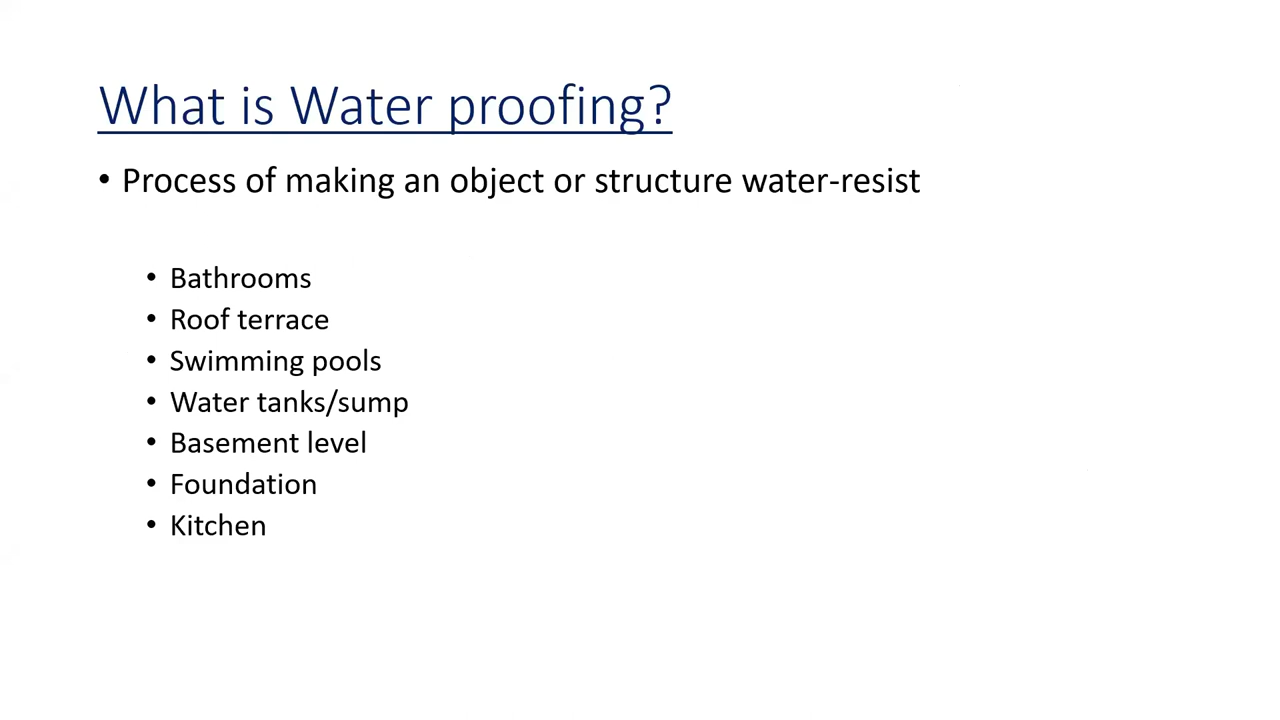 What is Water proofing?
• Process of making an object or structure water-resist
• Bathrooms
• Roof terrace
• Swimming pools
• Water tanks/sump
• Basement level
• Foundation
• Kitchen